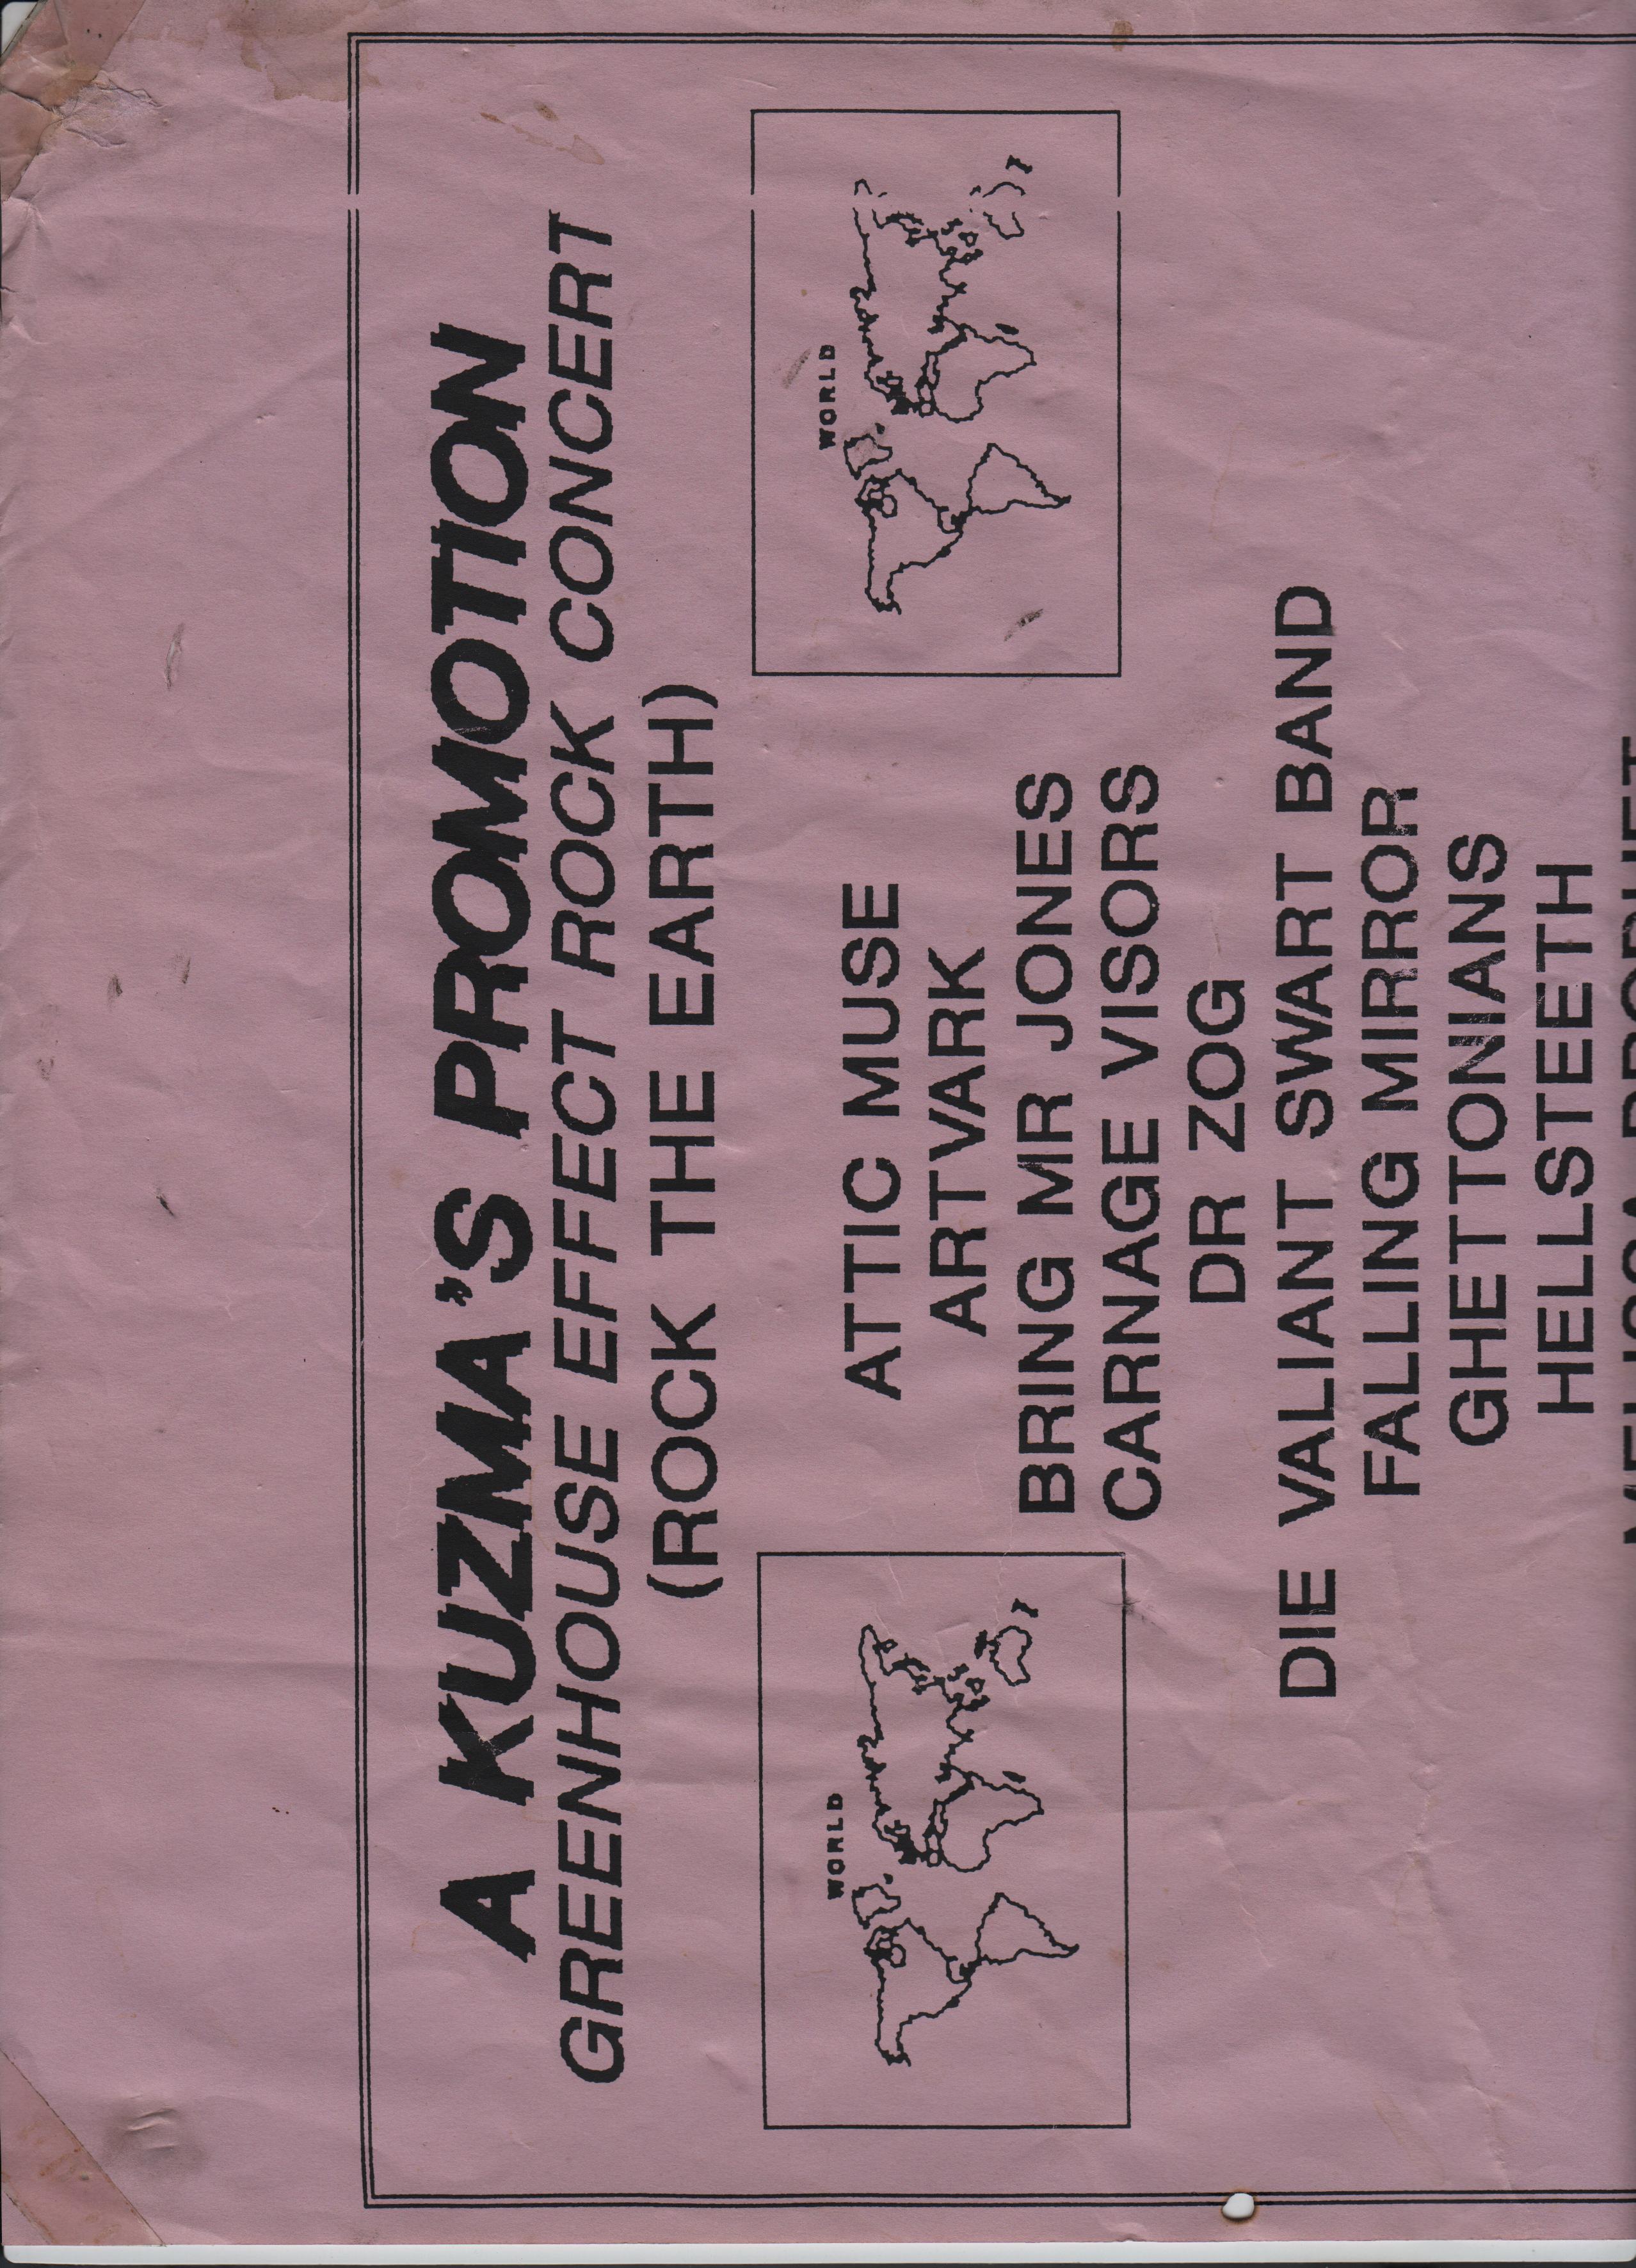 A KUZMA'S PROMOTION
GREENHOUSE EFFECT ROCK CONCERT
(ROCK THE EARTH)
WORLD
WORLD
ATTIC MUSE
ARTVARK
BRING MR JONES
CARNAGE VISORS
DR ZOG
DIE VALIANT SWART BAND
FALLING MIRROR
GHETTONIANS
HELLSTEETH